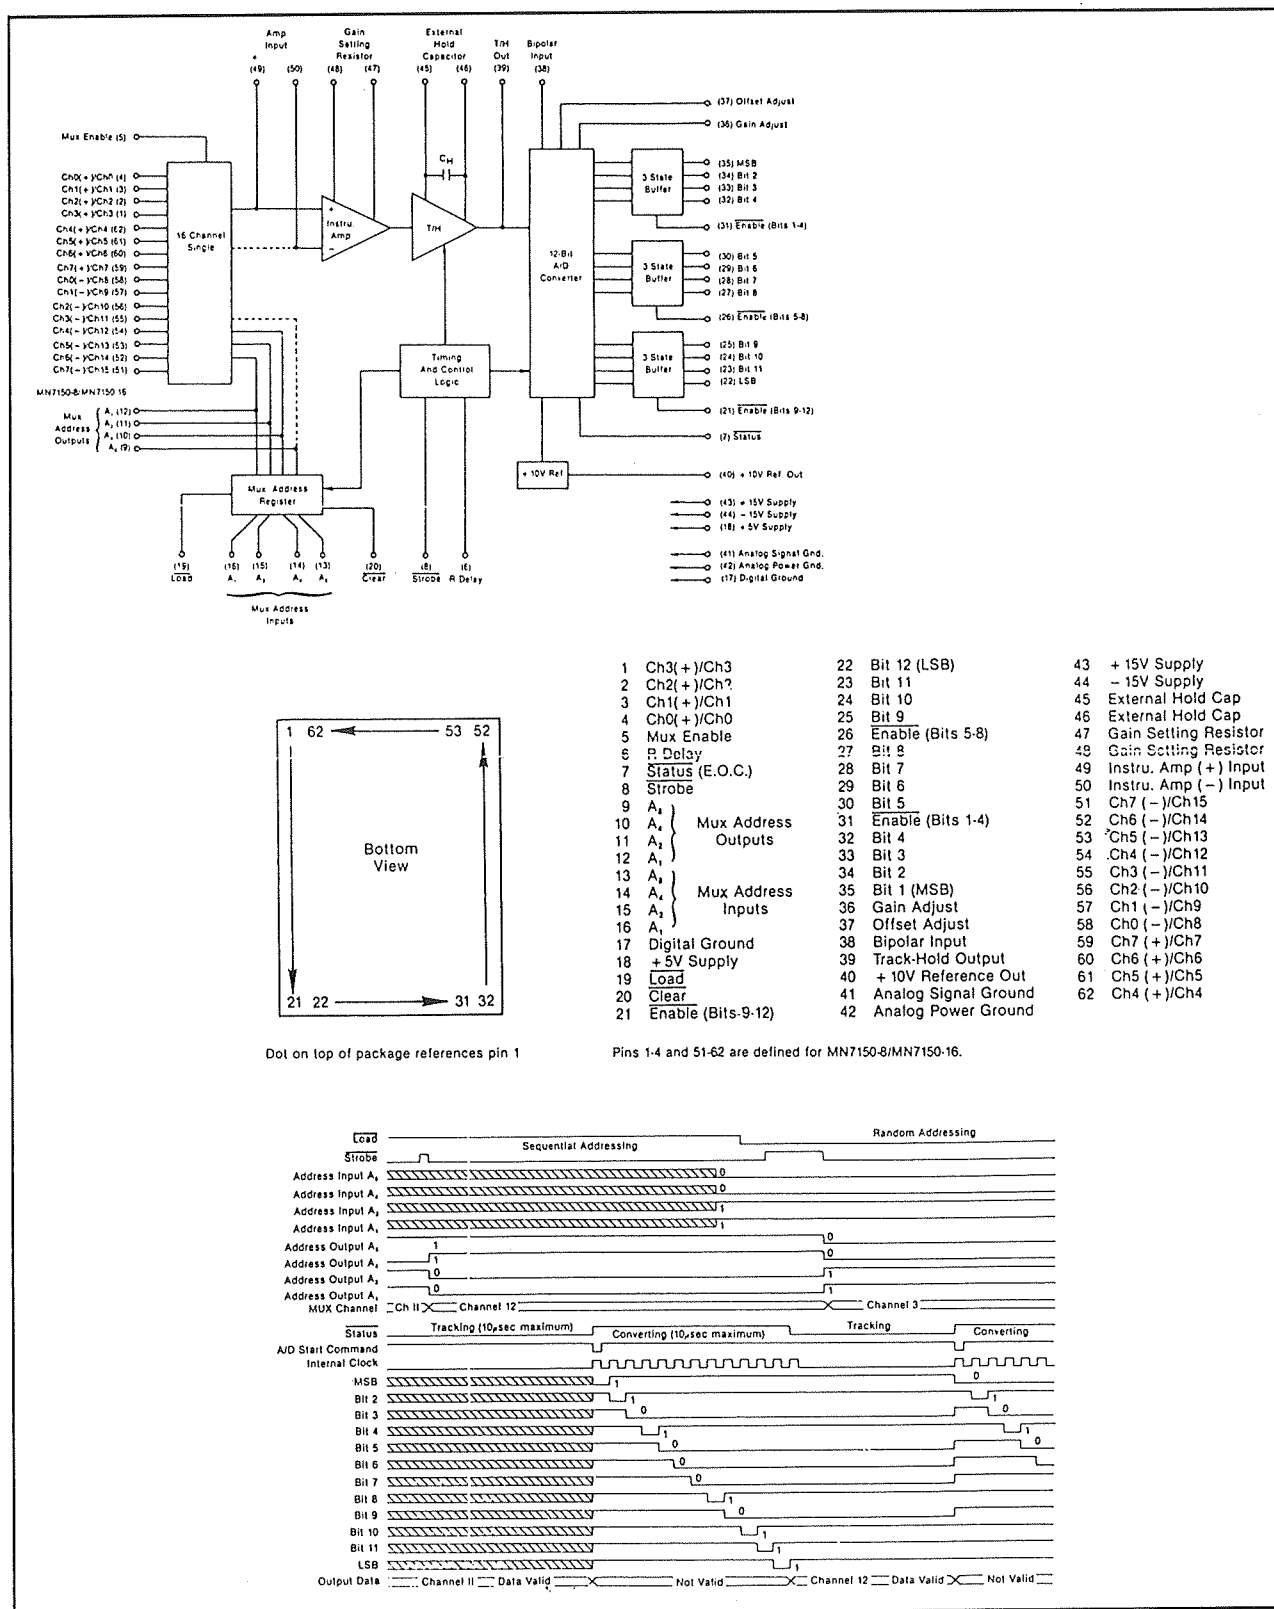 Amp Input
Gain Setting Resistor
External Hold Capacitor
T/H Out
Bipolar Input
+
(49) (50) (48) (47) (45) (46) (39) (38)
(37) Offset Adjust
(36) Gain Adjust
Mux Enable (5)
Ch0(+)/Ch0 (4)
Ch1(+)/Ch1 (3)
Ch2(+)/Ch2 (2)
Ch3(+)/Ch3 (1)
Ch4(+)/Ch4 (62)
Ch5(+)/Ch5 (61)
Ch6(+)/Ch6 (60)
Ch7(+)/Ch7 (59)
Ch0(-)/Ch8 (58)
Ch1(-)/Ch9 (57)
Ch2(-)/Ch10 (56)
Ch3(-)/Ch11 (55)
Ch4(-)/Ch12 (54)
Ch5(-)/Ch13 (53)
Ch6(-)/Ch14 (52)
Ch7(-)/Ch15 (51)
MN7150-8/MN7150-16
16 Channel Single
+
Instru. Amp
-
CH
T/H
12-Bit A/D Converter
3 State Buffer
(35) MSB
(34) Bit 2
(33) Bit 3
(32) Bit 4
(31) Enable (Bits 1-4)
3 State Buffer
(30) Bit 5
(29) Bit 6
(28) Bit 7
(27) Bit 8
(26) Enable (Bits 5-8)
3 State Buffer
(25) Bit 9
(24) Bit 10
(23) Bit 11
(22) LSB
(21) Enable (Bits 9-12)
(7) Status
Timing And Control Logic
Mux Address Outputs
A₁ (12)
A₂ (11)
A₄ (10)
A₈ (9)
Mux Address Register
+10V Ref
(40) +10V Ref. Out
(43) +15V Supply
(44) -15V Supply
(18) +5V Supply
(41) Analog Signal Gnd.
(42) Analog Power Gnd.
(17) Digital Ground
(19) Load
(16) A₁
(15) A₂
(14) A₄
(13) A₈
(20) Clear
(8) Strobe
(6) R Delay
Mux Address Inputs
1 62 53 52
Bottom View
21 22 31 32
Dot on top of package references pin 1
1 Ch3(+)/Ch3
2 Ch2(+)/Ch2
3 Ch1(+)/Ch1
4 Ch0(+)/Ch0
5 Mux Enable
6 R Delay
7 Status (E.O.C.)
8 Strobe
9 A₈
10 A₄
11 A₂
12 A₁
Mux Address Outputs
13 A₈
14 A₄
15 A₂
16 A₁
Mux Address Inputs
17 Digital Ground
18 +5V Supply
19 Load
20 Clear
21 Enable (Bits-9-12)
22 Bit 12 (LSB)
23 Bit 11
24 Bit 10
25 Bit 9
26 Enable (Bits 5-8)
27 Bit 8
28 Bit 7
29 Bit 6
30 Bit 5
31 Enable (Bits 1-4)
32 Bit 4
33 Bit 3
34 Bit 2
35 Bit 1 (MSB)
36 Gain Adjust
37 Offset Adjust
38 Bipolar Input
39 Track-Hold Output
40 +10V Reference Out
41 Analog Signal Ground
42 Analog Power Ground
43 +15V Supply
44 -15V Supply
45 External Hold Cap
46 External Hold Cap
47 Gain Setting Resistor
48 Gain Setting Resistor
49 Instru. Amp (+) Input
50 Instru. Amp (-) Input
51 Ch7 (-)/Ch15
52 Ch6 (-)/Ch14
53 Ch5 (-)/Ch13
54 Ch4 (-)/Ch12
55 Ch3 (-)/Ch11
56 Ch2 (-)/Ch10
57 Ch1 (-)/Ch9
58 Ch0 (-)/Ch8
59 Ch7 (+)/Ch7
60 Ch6 (+)/Ch6
61 Ch5 (+)/Ch5
62 Ch4 (+)/Ch4
Pins 1-4 and 51-62 are defined for MN7150-8/MN7150-16.
Load Sequential Addressing Random Addressing
Strobe
Address Input A₈ 0
Address Input A₄ 0
Address Input A₂ 1
Address Input A₁ 1
Address Output A₈ 1 0
Address Output A₄ 1 0
Address Output A₂ 0 1
Address Output A₁ 0 1
MUX Channel Ch II Channel 12 Channel 3
Status Tracking (10µsec maximum) Converting (10µsec maximum) Tracking Converting
A/D Start Command
Internal Clock
MSB 1 0
Bit 2 1 1
Bit 3 0 0
Bit 4 1 1
Bit 5 0 0
Bit 6 0
Bit 7 0
Bit 8 1
Bit 9 0
Bit 10 1
Bit 11 1
LSB 1
Output Data Channel II Data Valid Not Valid Channel 12 Data Valid Not Valid